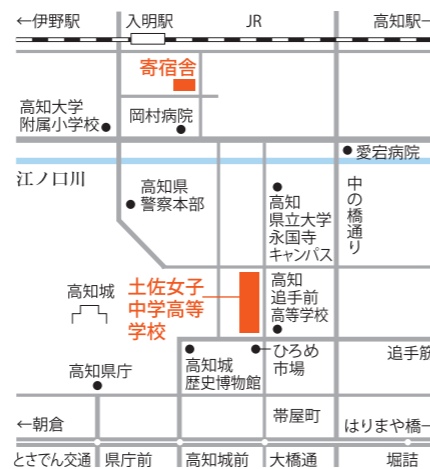 ←伊野駅
入明駅
JR
高知駅→
寄宿舎
高知大学
附属小学校
岡村病院
愛宕病院
江ノ口川
高知県
警察本部
高知
県立大学
永国寺
キャンパス
中の橋通り
高知城
土佐女子
中学高等
学校
高知
追手前
高等学校
高知県庁
高知城
歴史博物館
ひろめ
市場
追手筋
←朝倉
帯屋町
はりまや橋→
とさでん交通
県庁前
高知城前
大橋通
堀詰